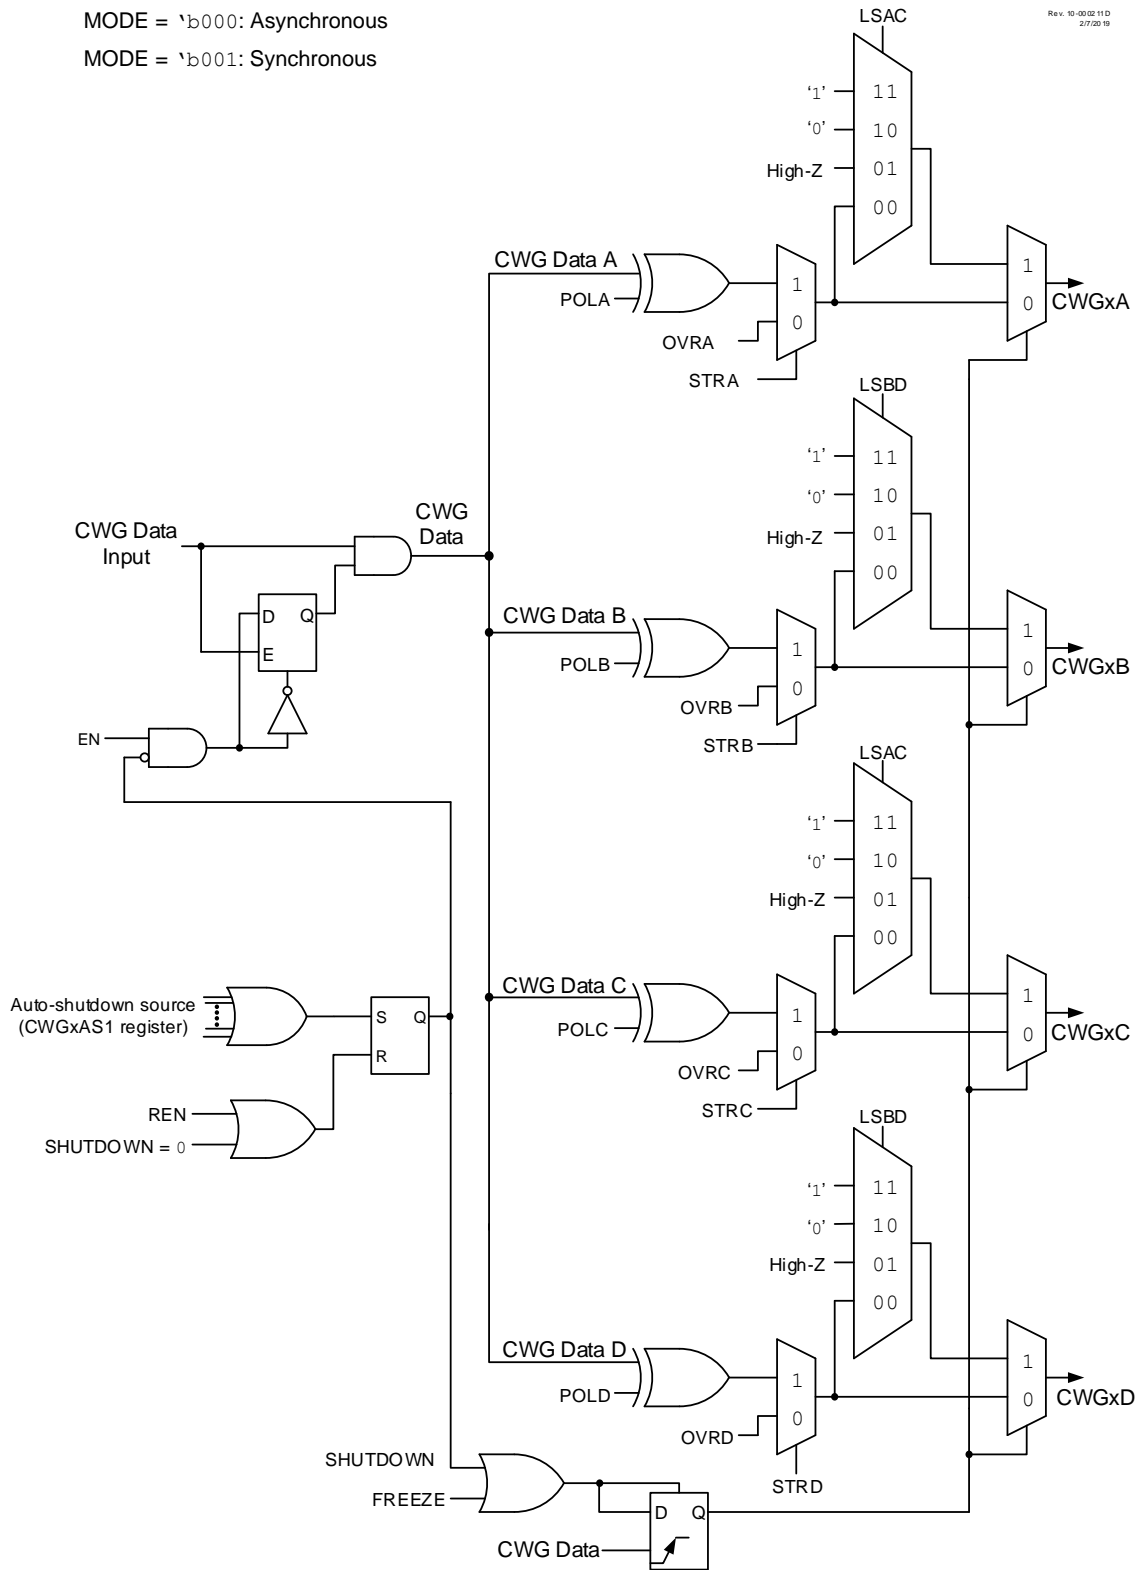 MODE = ‘b000: Asynchronous
MODE = ‘b001: Synchronous
Rev. 10-000211D
2/7/2019
LSAC
‘1’
11
‘0’
10
High-Z
01
00
CWG Data A
POLA
1
0
OVRA
STRA
1
0
CWGxA
LSBD
‘1’
11
‘0’
10
High-Z
01
00
CWG Data
Input
CWG
Data
D
Q
E
EN
CWG Data B
POLB
1
0
OVRB
STRB
1
0
CWGxB
LSAC
‘1’
11
‘0’
10
High-Z
01
00
CWG Data C
POLC
1
0
OVRC
STRC
1
0
CWGxC
Auto-shutdown source
(CWGxAS1 register)
S
Q
R
REN
SHUTDOWN = 0
LSBD
‘1’
11
‘0’
10
High-Z
01
00
CWG Data D
POLD
1
0
OVRD
STRD
1
0
CWGxD
SHUTDOWN
FREEZE
D
Q
CWG Data